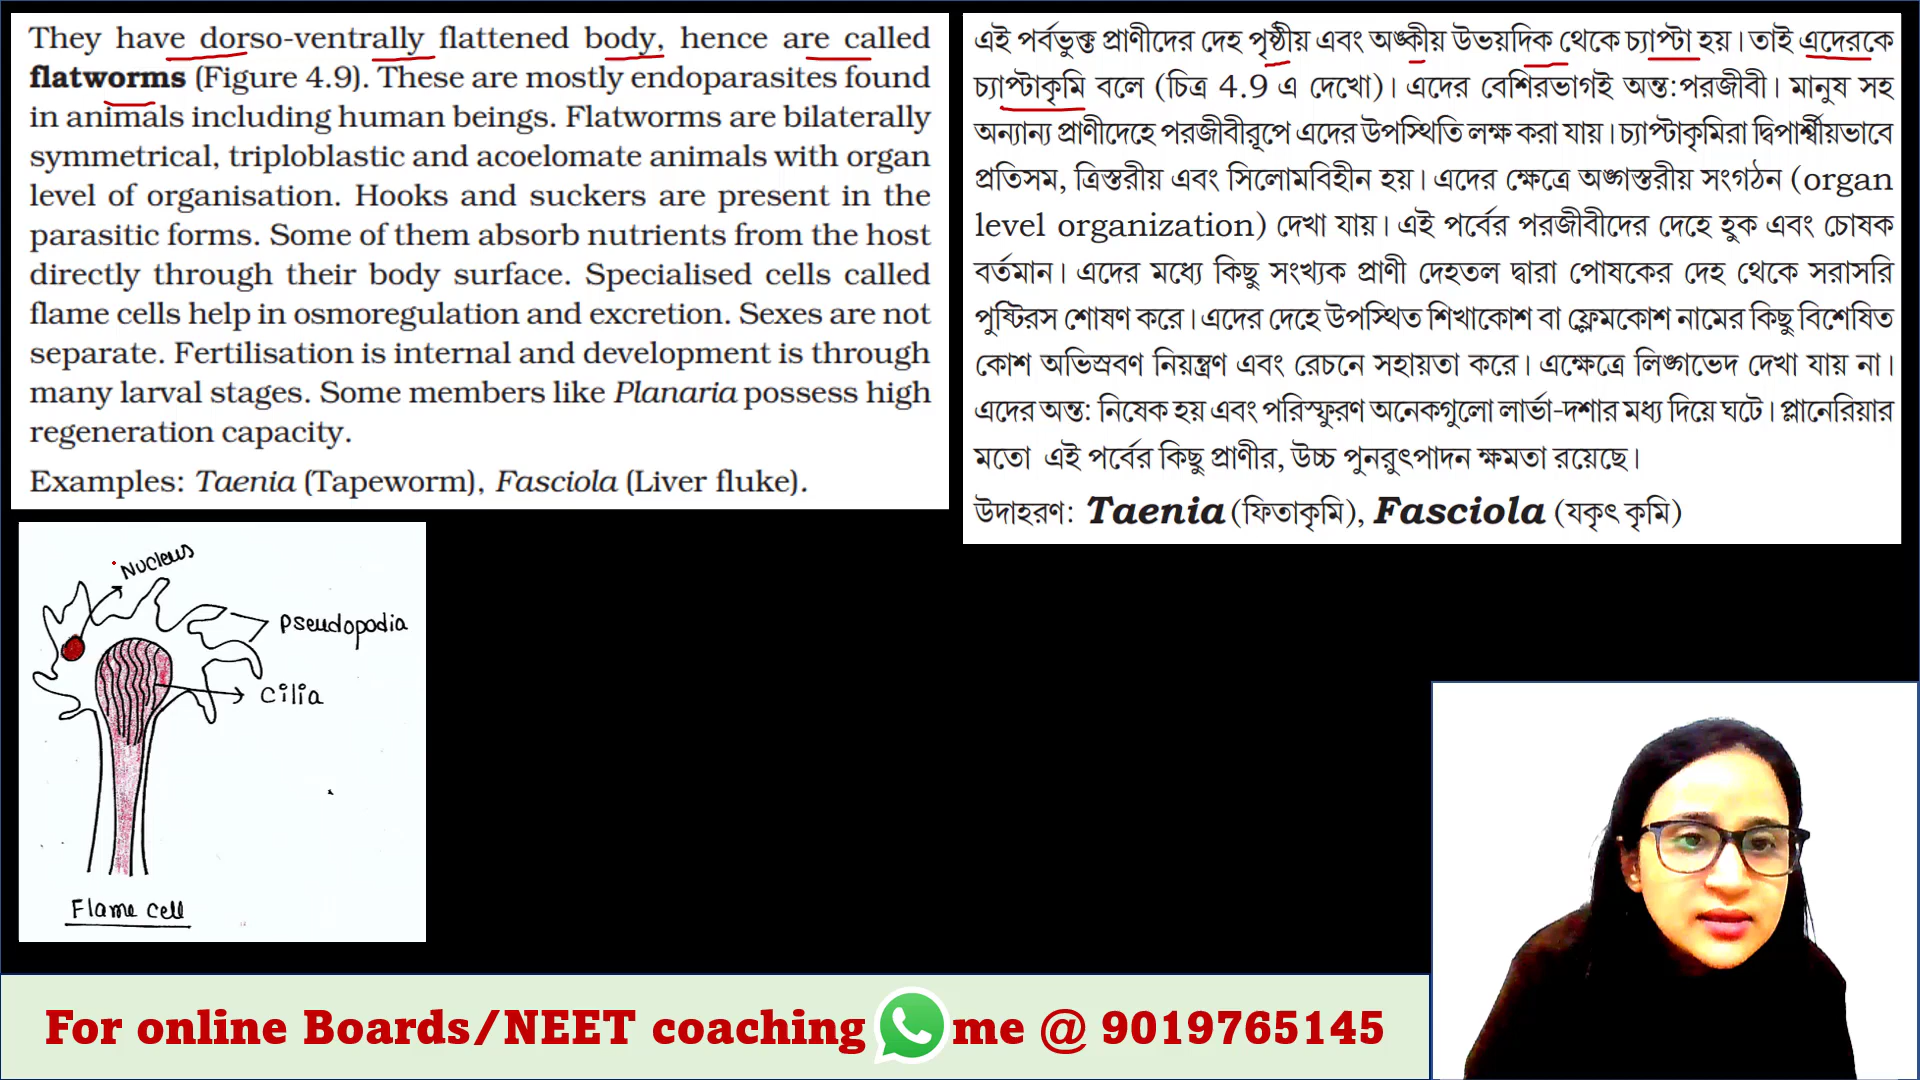 They have dorso-ventrally flattened body, hence are called
flatworms (Figure 4.9). These are mostly endoparasites found
in animals including human beings. Flatworms are bilaterally
symmetrical, triploblastic and acoelomate animals with organ
level of organisation. Hooks and suckers are present in the
parasitic forms. Some of them absorb nutrients from the host
directly through their body surface. Specialised cells called
flame cells help in osmoregulation and excretion. Sexes are not
separate. Fertilisation is internal and development is through
many larval stages. Some members like Planaria possess high
regeneration capacity.
Examples: Taenia (Tapeworm), Fasciola (Liver fluke).
এই পর্বভুক্ত প্রাণীদের দেহ পৃষ্ঠীয় এবং অঙ্কীয় উভয়দিক থেকে চ্যাপ্টা হয়। তাই এদেরকে
চ্যাপ্টাকৃমি বলে (চিত্র 4.9 এ দেখো)। এদের বেশিরভাগই অন্ত:পরজীবী। মানুষ সহ
অন্যান্য প্রাণীদেহে পরজীবীরূপে এদের উপস্থিতি লক্ষ করা যায়। চ্যাপ্টাকৃমিরা দ্বিপার্শ্বীয়ভাবে
প্রতিসম, ত্রিস্তরীয় এবং সিলোমবিহীন হয়। এদের ক্ষেত্রে অঙ্গস্তরীয় সংগঠন (organ
level organization) দেখা যায়। এই পর্বের পরজীবীদের দেহে হুক এবং চোষক
বর্তমান। এদের মধ্যে কিছু সংখ্যক প্রাণী দেহতল দ্বারা পোষকের দেহ থেকে সরাসরি
পুষ্টিরস শোষণ করে। এদের দেহে উপস্থিত শিখাকোশ বা ফ্লেমকোশ নামের কিছু বিশেষিত
কোশ অভিস্রবণ নিয়ন্ত্রণ এবং রেচনে সহায়তা করে। এক্ষেত্রে লিঙ্গভেদ দেখা যায় না।
এদের অন্ত: নিষেক হয় এবং পরিস্ফুরণ অনেকগুলো লার্ভা-দশার মধ্য দিয়ে ঘটে। প্লানেরিয়ার
মতো এই পর্বের কিছু প্রাণীর, উচ্চ পুনরুৎপাদন ক্ষমতা রয়েছে।
উদাহরণ: Taenia (ফিতাকৃমি), Fasciola (যকৃৎ কৃমি)
Nucleus
Pseudopodia
Cilia
Flame cell
For online Boards/NEET coaching me @ 9019765145